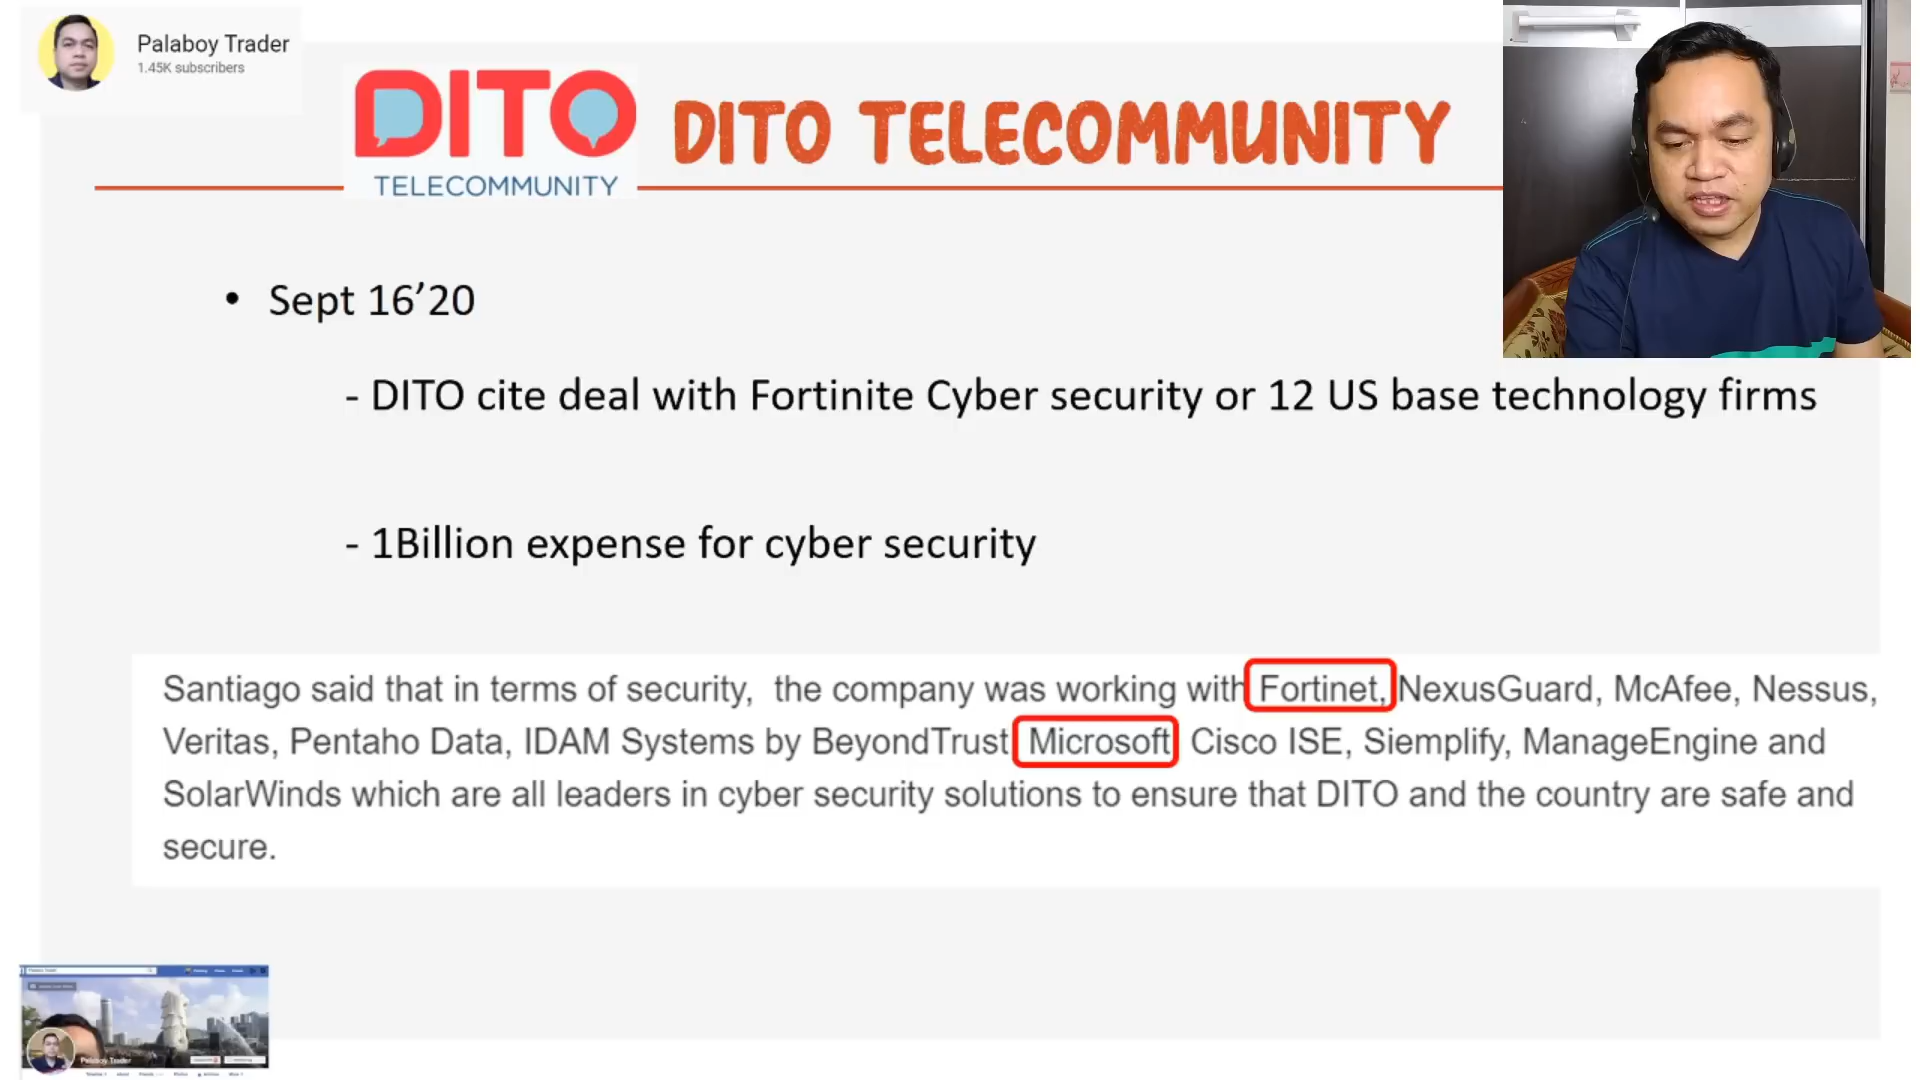 Palaboy Trader
1.45K subscribers
DITO
TELECOMMUNITY
DITO TELECOMMUNITY
• Sept 16’20
- DITO cite deal with Fortinite Cyber security or 12 US base technology firms
- 1Billion expense for cyber security
Santiago said that in terms of security, the company was working with Fortinet, NexusGuard, McAfee, Nessus,
Veritas, Pentaho Data, IDAM Systems by BeyondTrust Microsoft Cisco ISE, Siemplify, ManageEngine and
SolarWinds which are all leaders in cyber security solutions to ensure that DITO and the country are safe and
secure.
Palaboy Trader